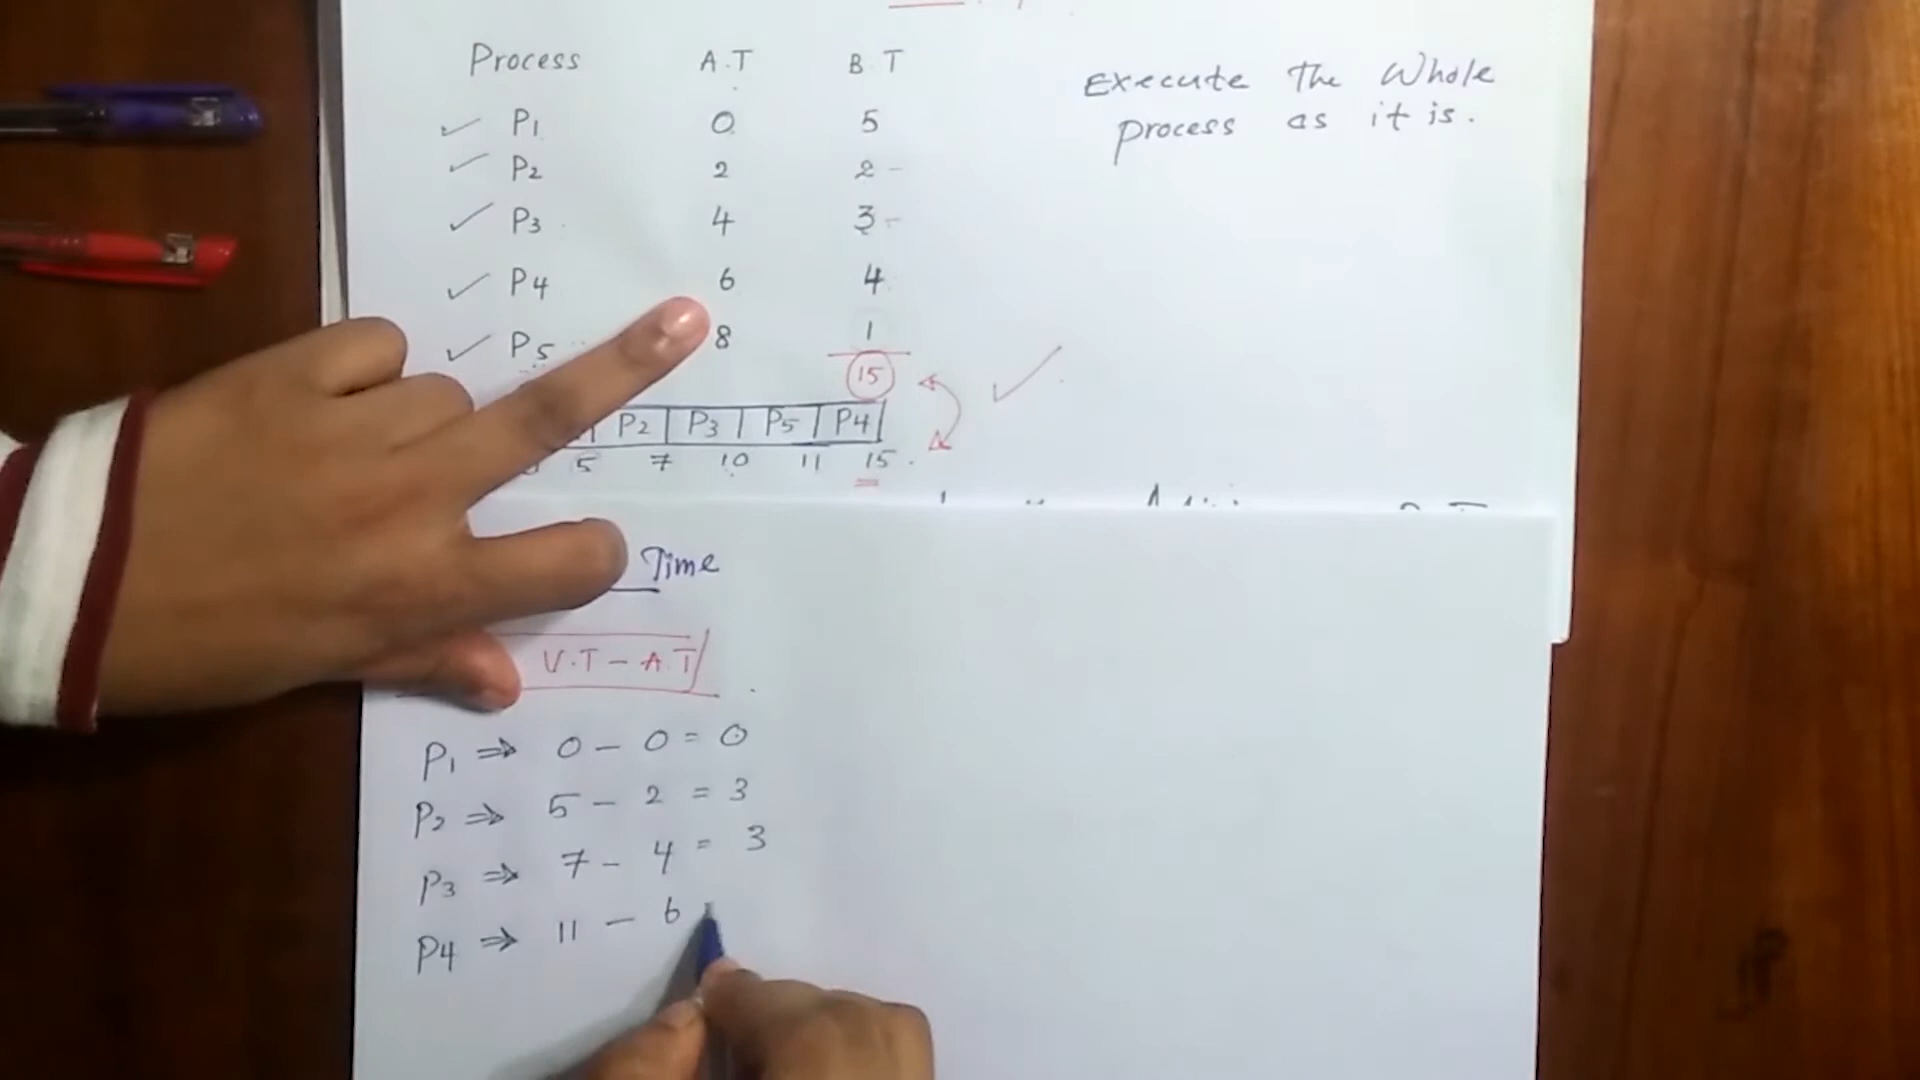 Process A.T B.T
P1 0 5
P2 2 2
P3 4 3
P4 6 4
P5 8 1
15
Execute The Whole
process as it is.
P2 P3 P5 P4
5 7 10 11 15
Time
V.T - A.T
P1 ⇒ 0 - 0 = 0
P2 ⇒ 5 - 2 = 3
P3 ⇒ 7 - 4 = 3
P4 ⇒ 11 - 6